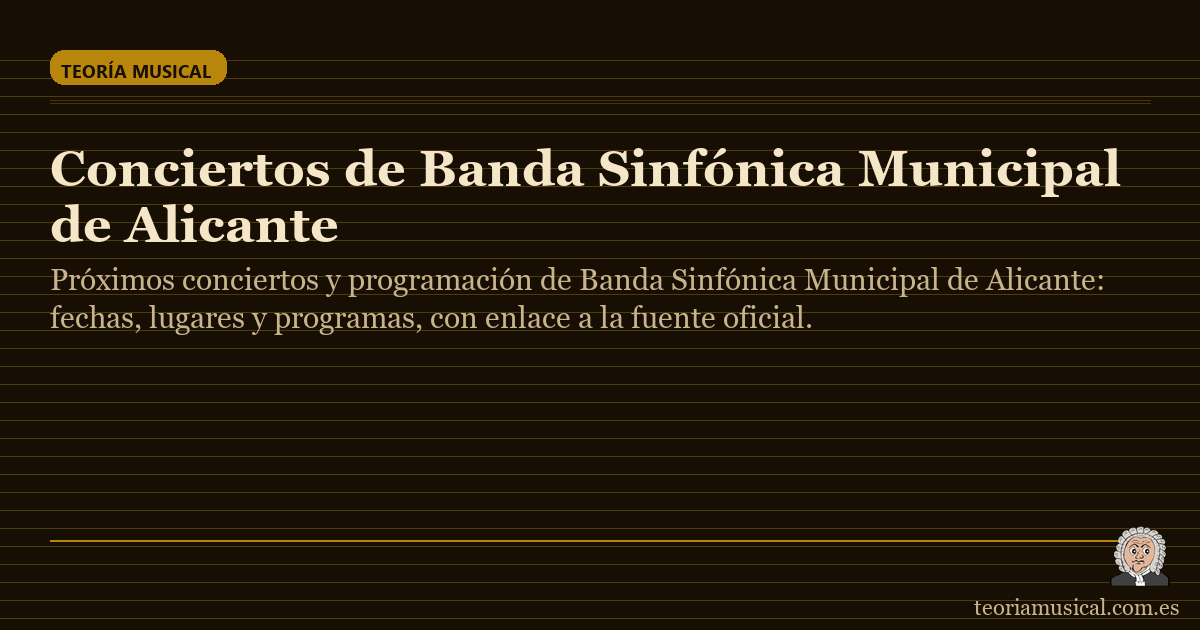 TEORÍA MUSICAL
Conciertos de Banda Sinfónica Municipal
de Alicante
Próximos conciertos y programación de Banda Sinfónica Municipal de Alicante:
fechas, lugares y programas, con enlace a la fuente oficial.
teoriamusical.com.es